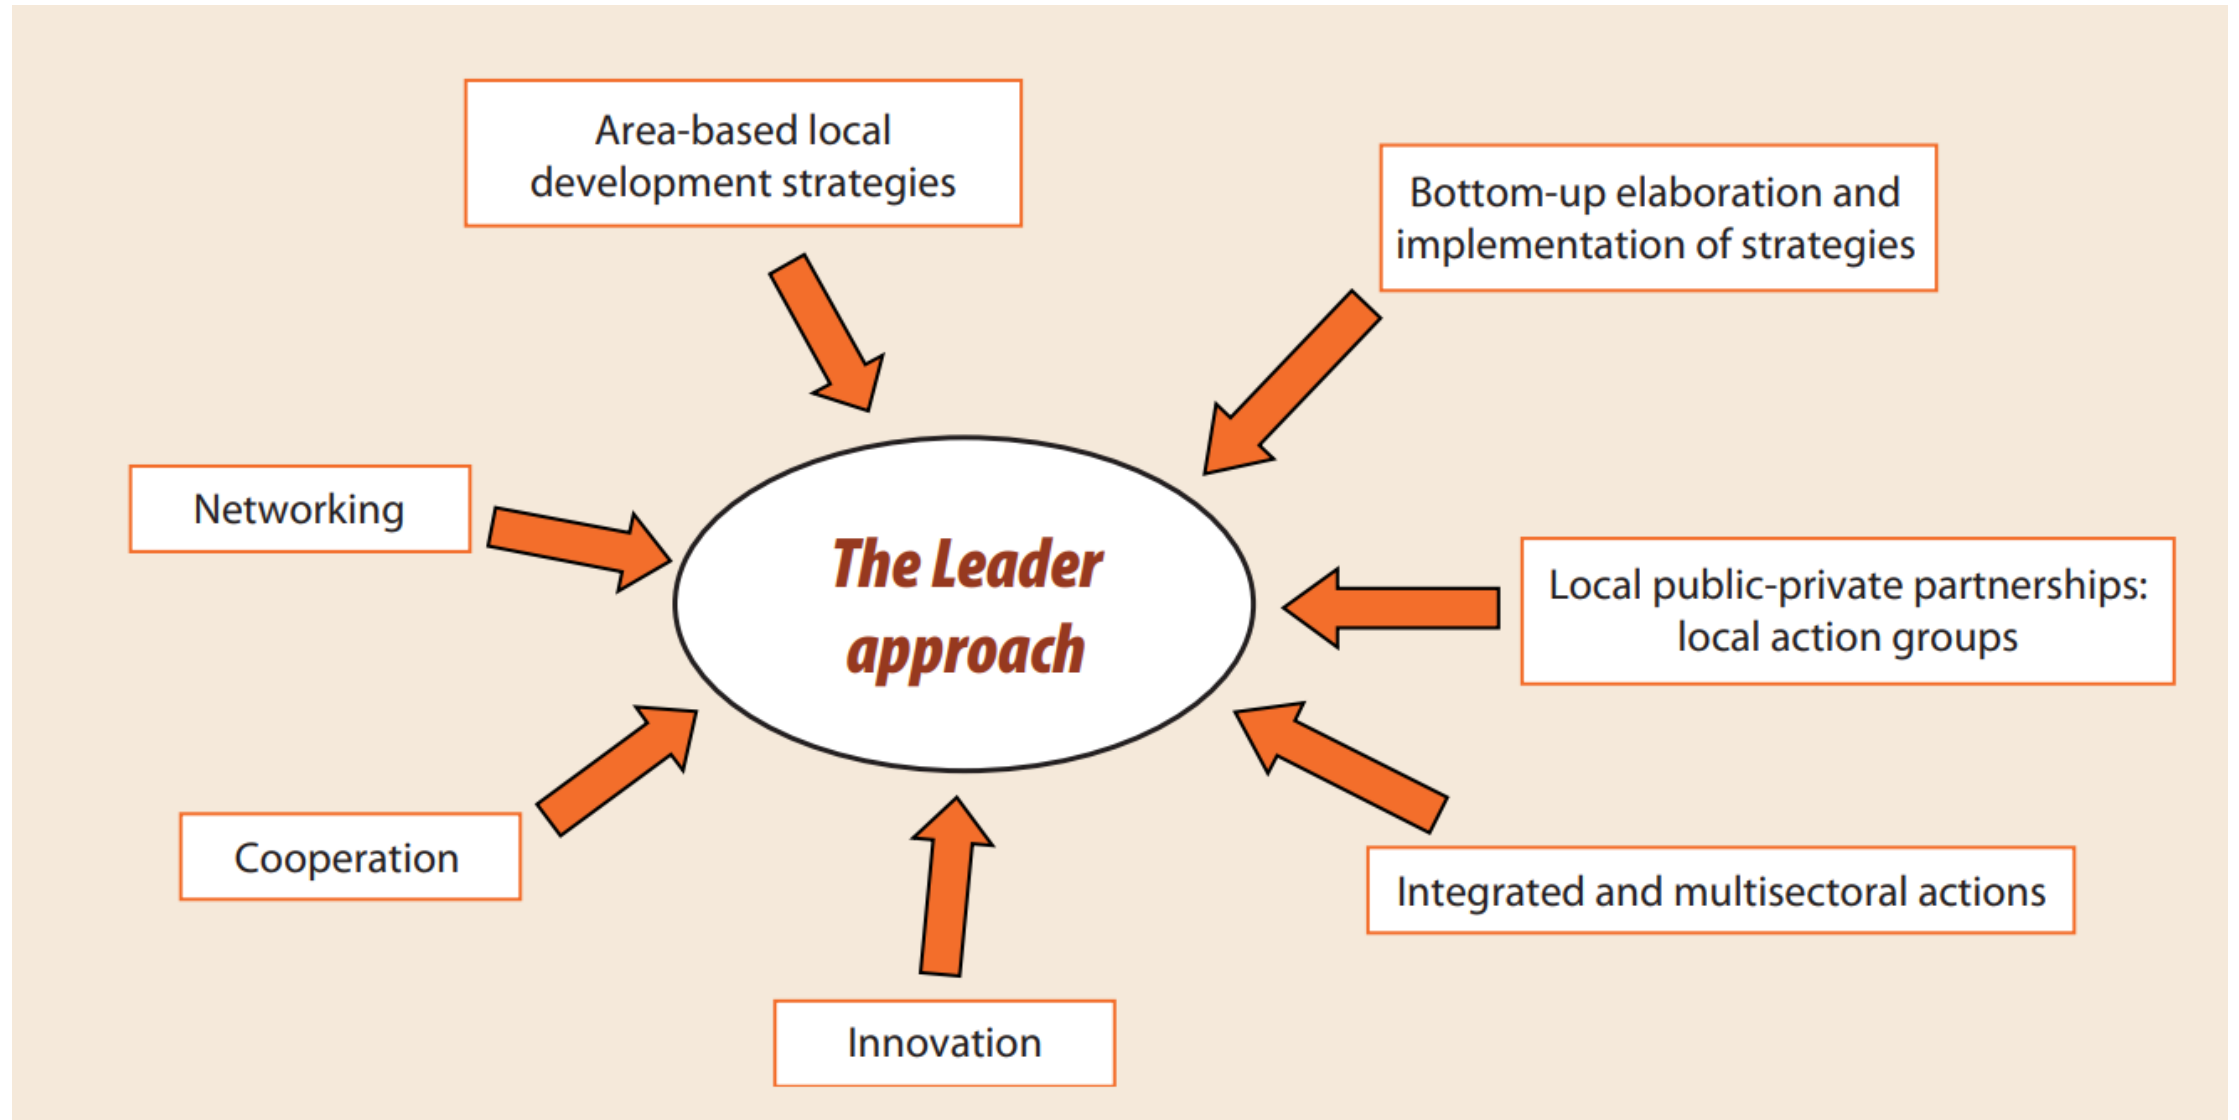 Area-based local
development strategies
Bottom-up elaboration and
implementation of strategies
Networking
The Leader
approach
Local public-private partnerships:
local action groups
Cooperation
Integrated and multisectoral actions
Innovation